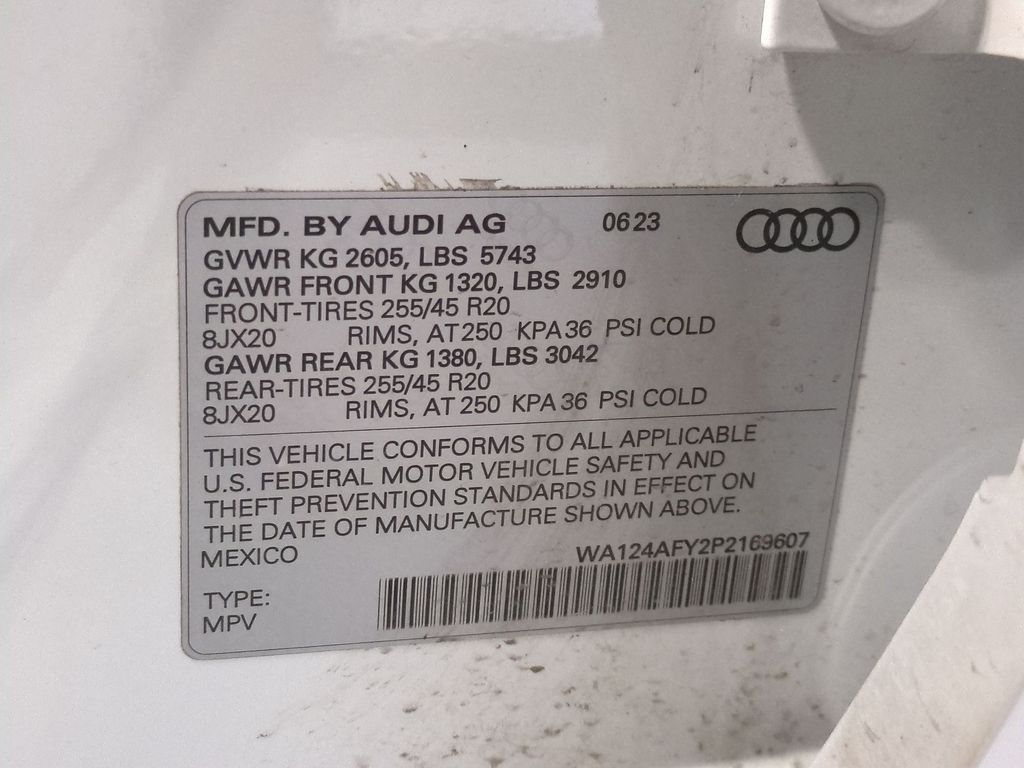 MFD. BY AUDI AG 0623
GVWR KG 2605, LBS 5743
GAWR FRONT KG 1320, LBS 2910
FRONT-TIRES 255/45 R20
8JX20 RIMS, AT 250 KPA 36 PSI COLD
GAWR REAR KG 1380, LBS 3042
REAR-TIRES 255/45 R20
8JX20 RIMS, AT 250 KPA 36 PSI COLD
THIS VEHICLE CONFORMS TO ALL APPLICABLE
U.S. FEDERAL MOTOR VEHICLE SAFETY AND
THEFT PREVENTION STANDARDS IN EFFECT ON
THE DATE OF MANUFACTURE SHOWN ABOVE.
MEXICO WA124AFY2P2169607
TYPE:
MPV